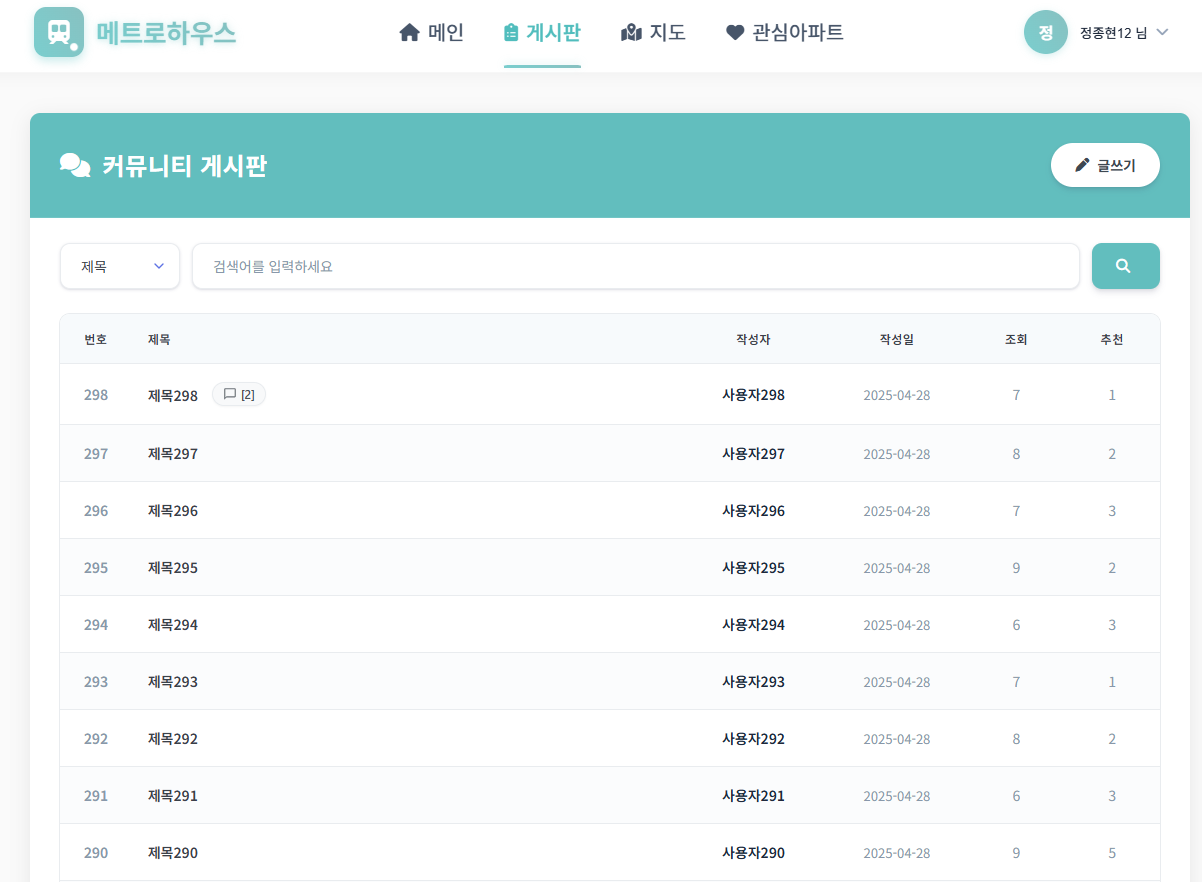 메트로하우스 메인 게시판 지도 관심아파트 정 정종현12 님
커뮤니티 게시판 글쓰기
제목 검색어를 입력하세요
번호 제목 작성자 작성일 조회 추천
298 제목298 [2] 사용자298 2025-04-28 7 1
297 제목297 사용자297 2025-04-28 8 2
296 제목296 사용자296 2025-04-28 7 3
295 제목295 사용자295 2025-04-28 9 2
294 제목294 사용자294 2025-04-28 6 3
293 제목293 사용자293 2025-04-28 7 1
292 제목292 사용자292 2025-04-28 8 2
291 제목291 사용자291 2025-04-28 6 3
290 제목290 사용자290 2025-04-28 9 5